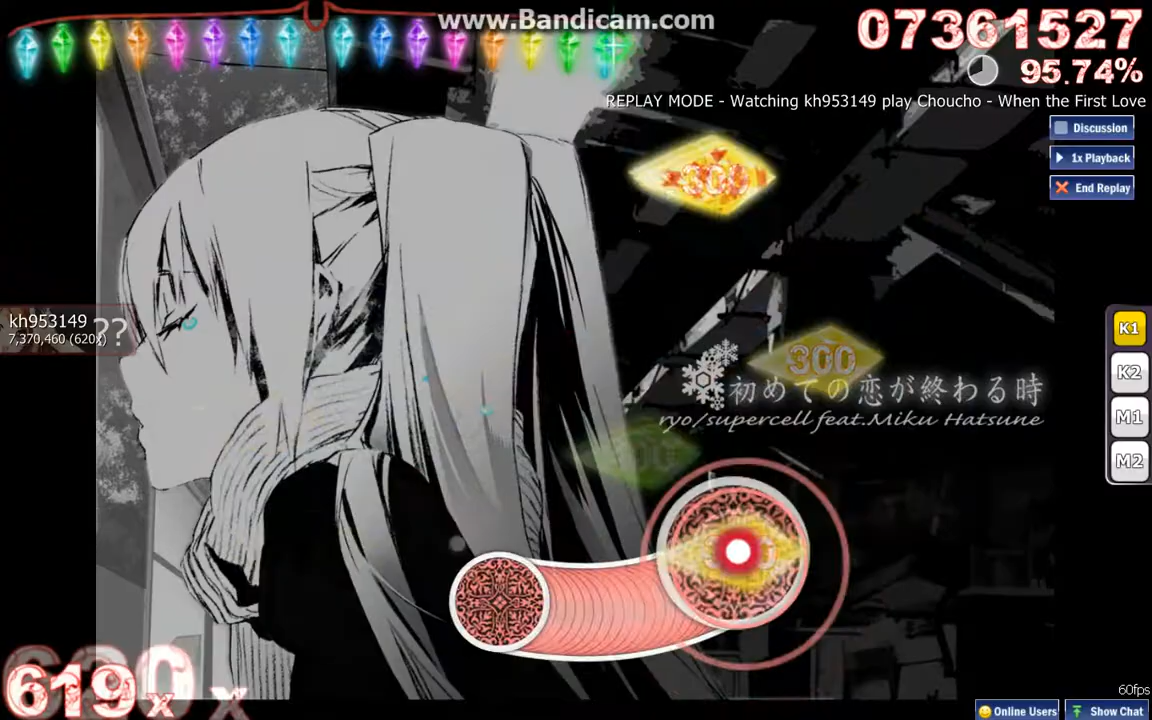 www.Bandicam.com
07361527
95.74%
REPLAY MODE - Watching kh953149 play Choucho - When the First Love
Discussion
1x Playback
End Replay
300
kh953149
7,370,460 (620x)
??
K1
K2
M1
M2
300
初めての恋が終わる時
ryo/supercell feat.Miku Hatsune
619x
60fps
Online Users
Show Chat